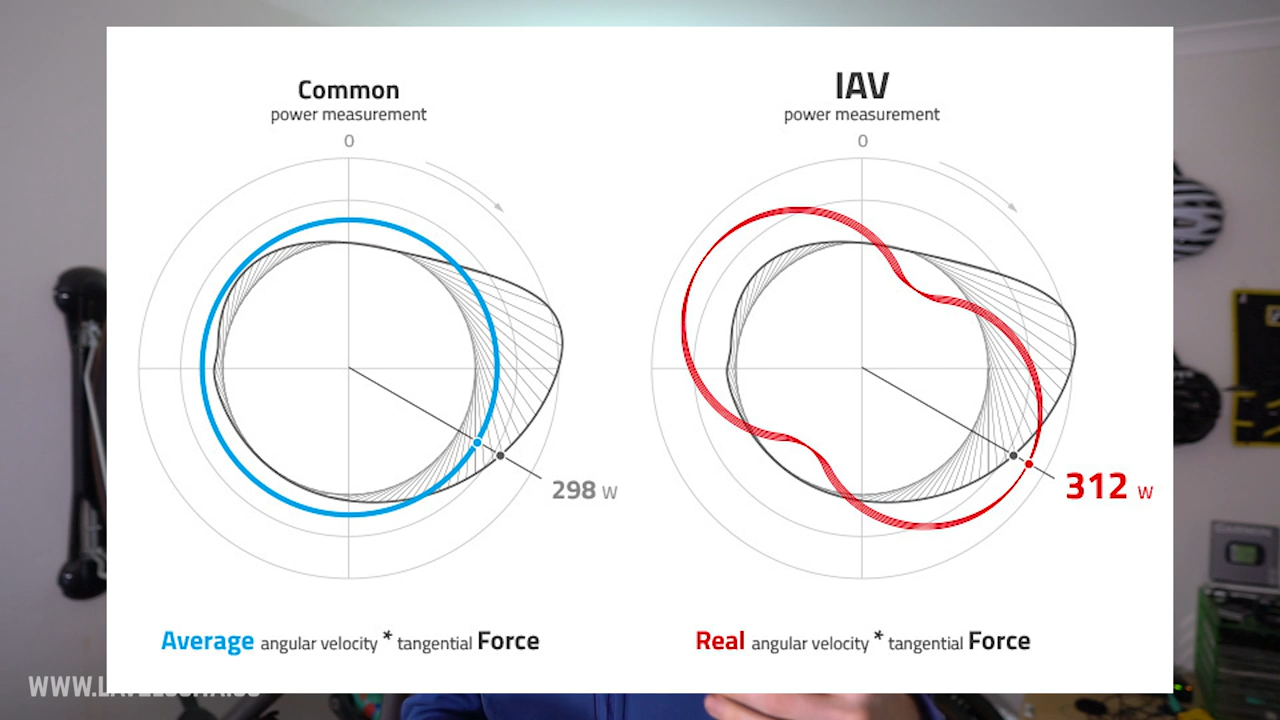 Common
power measurement
0
298 W
Average angular velocity * tangential Force
IAV
power measurement
0
312 W
Real angular velocity * tangential Force